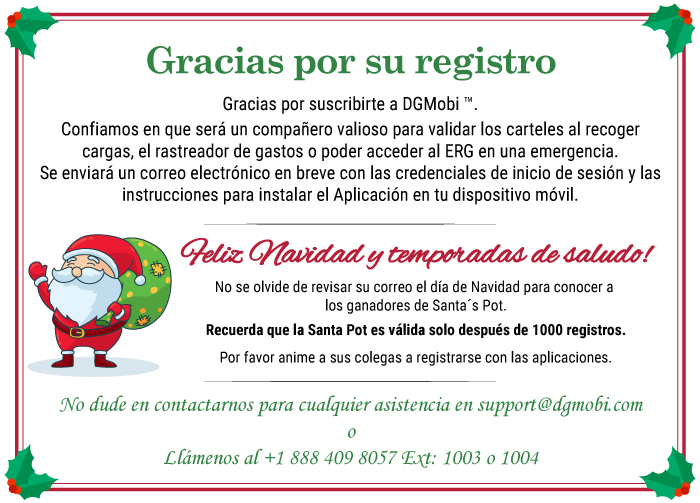 Gracias por su registro
Gracias por suscribirte a DGMobi ™.
Confiamos en que será un compañero valioso para validar los carteles al recoger
cargas, el rastreador de gastos o poder acceder al ERG en una emergencia.
Se enviará un correo electrónico en breve con las credenciales de inicio de sesión y las
instrucciones para instalar el Aplicación en tu dispositivo móvil.
Feliz Navidad y temporadas de saludo!
No se olvide de revisar su correo el día de Navidad para conocer a
los ganadores de Santa´s Pot.
Recuerda que la Santa Pot es válida solo después de 1000 registros.
Por favor anime a sus colegas a registrarse con las aplicaciones.
No dude en contactarnos para cualquier asistencia en support@dgmobi.com
o
Llámenos al +1 888 409 8057 Ext: 1003 o 1004